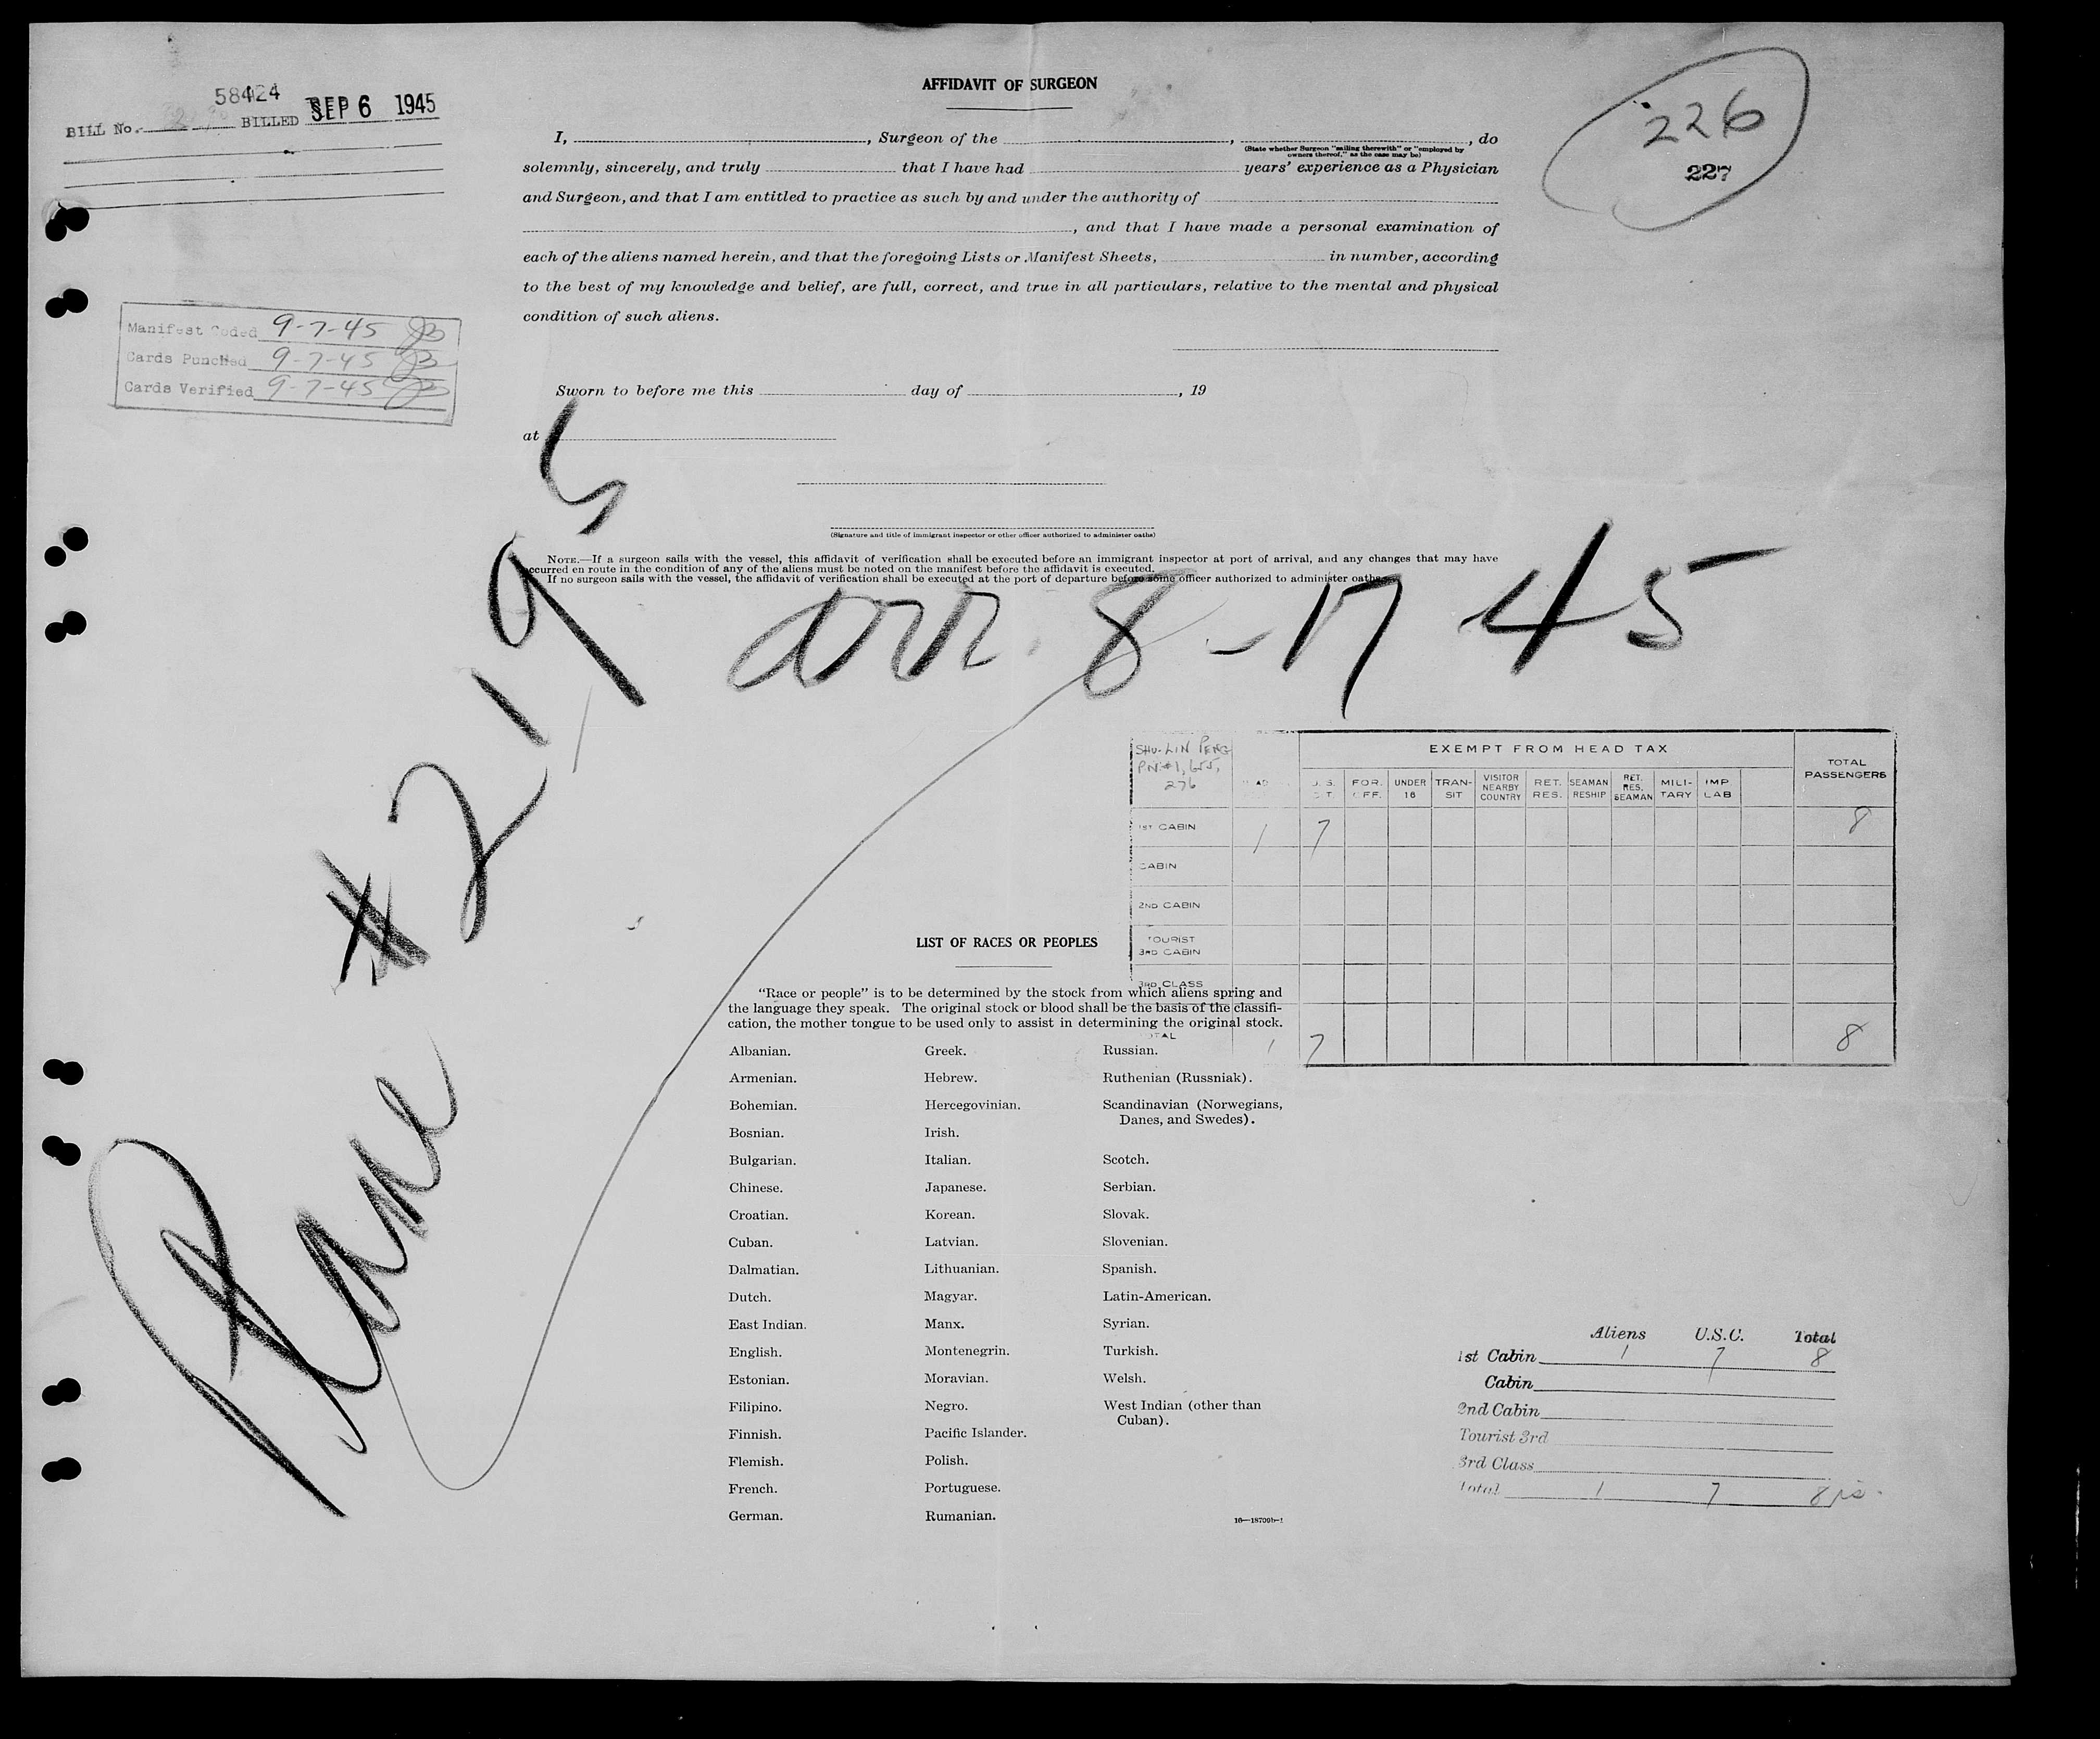 58424
BILL No. BILLED SEP 6 1945
AFFIDAVIT OF SURGEON
226
227
I, , Surgeon of the , , do
(State whether Surgeon "sailing therewith" or "employed by
owners thereof," as the case may be)
solemnly, sincerely, and truly that I have had years' experience as a Physician
and Surgeon, and that I am entitled to practice as such by and under the authority of
, and that I have made a personal examination of
each of the aliens named herein, and that the foregoing Lists or Manifest Sheets, in number, according
to the best of my knowledge and belief, are full, correct, and true in all particulars, relative to the mental and physical
condition of such aliens.
Manifest Coded 9-7-45
Cards Punched 9-7-45
Cards Verified 9-7-45
Sworn to before me this day of , 19
at
(Signature and title of immigrant inspector or other officer authorized to administer oaths)
NOTE.—If a surgeon sails with the vessel, this affidavit of verification shall be executed before an immigrant inspector at port of arrival, and any changes that may have
occurred en route in the condition of any of the aliens must be noted on the manifest before the affidavit is executed.
If no surgeon sails with the vessel, the affidavit of verification shall be executed at the port of departure before some officer authorized to administer oaths.
Plane #2195
arr. 8-17 45
SHU-LIN PENG
PN#1,655,
276
EXEMPT FROM HEAD TAX
TOTAL
PASSENGERS
U. S. FOR. UNDER TRAN- VISITOR RET. SEAMAN RET. MILI- IMP
CIT. OFF. 16 SIT NEARBY RES. RESHIP RES. TARY LAB
COUNTRY SEAMAN
1ST CABIN 1 7 8
CABIN
2ND CABIN
TOURIST
3RD CABIN
3RD CLASS
TOTAL 1 7 8
LIST OF RACES OR PEOPLES
"Race or people" is to be determined by the stock from which aliens spring and
the language they speak. The original stock or blood shall be the basis of the classifi-
cation, the mother tongue to be used only to assist in determining the original stock.
Albanian. Greek. Russian.
Armenian. Hebrew. Ruthenian (Russniak).
Bohemian. Hercegovinian. Scandinavian (Norwegians,
Danes, and Swedes).
Bosnian. Irish.
Bulgarian. Italian. Scotch.
Chinese. Japanese. Serbian.
Croatian. Korean. Slovak.
Cuban. Latvian. Slovenian.
Dalmatian. Lithuanian. Spanish.
Dutch. Magyar. Latin-American.
East Indian. Manx. Syrian.
English. Montenegrin. Turkish.
Estonian. Moravian. Welsh.
Filipino. Negro. West Indian (other than
Cuban).
Finnish. Pacific Islander.
Flemish. Polish.
French. Portuguese.
German. Rumanian.
16—18709b-1
Aliens U.S.C. Total
1st Cabin 1 7 8
Cabin
2nd Cabin
Tourist 3rd
3rd Class
Total 1 7 8